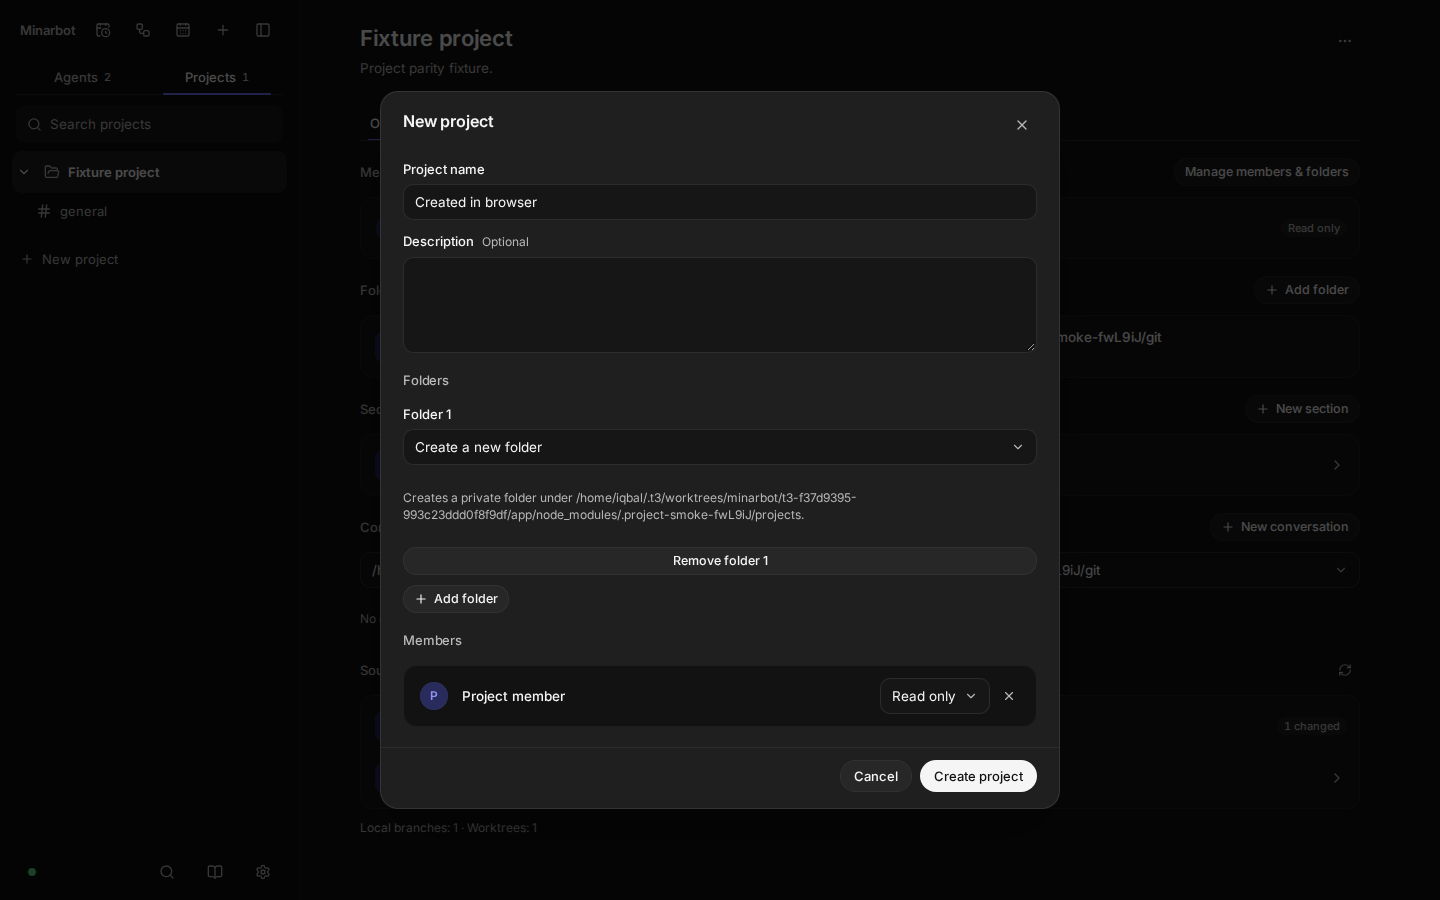 Minarbot
Agents 2
Projects 1
Search projects
Fixture project
general
New project
Fixture project
Project parity fixture.
Manage members & folders
Read only
Add folder
moke-fwL9iJ/git
New section
New conversation
.9iJ/git
1 changed
Local branches: 1 · Worktrees: 1
New project
Project name
Created in browser
Description Optional
Folders
Folder 1
Create a new folder
Creates a private folder under /home/iqbal/.t3/worktrees/minarbot/t3-f37d9395-
993c23ddd0f8f9df/app/node_modules/.project-smoke-fwL9iJ/projects.
Remove folder 1
Add folder
Members
P
Project member
Read only
Cancel
Create project